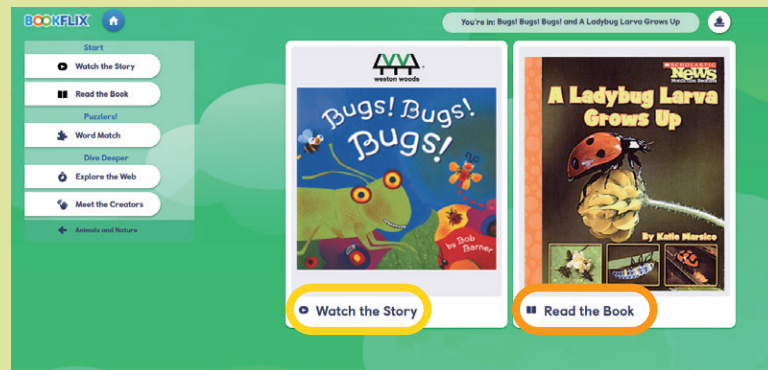 BOOKFLIX
You're in: Bugs! Bugs! Bugs! and A Ladybug Larva Grows Up
Start
Watch the Story
Read the Book
Puzzlers!
Word Match
Dive Deeper
Explore the Web
Meet the Creators
Animals and Nature
weston woods
Bugs! Bugs!
Bugs!
by Bob
Barner
Watch the Story
SCHOLASTIC
News
A Ladybug Larva
Grows Up
By Katie Marsico
Read the Book